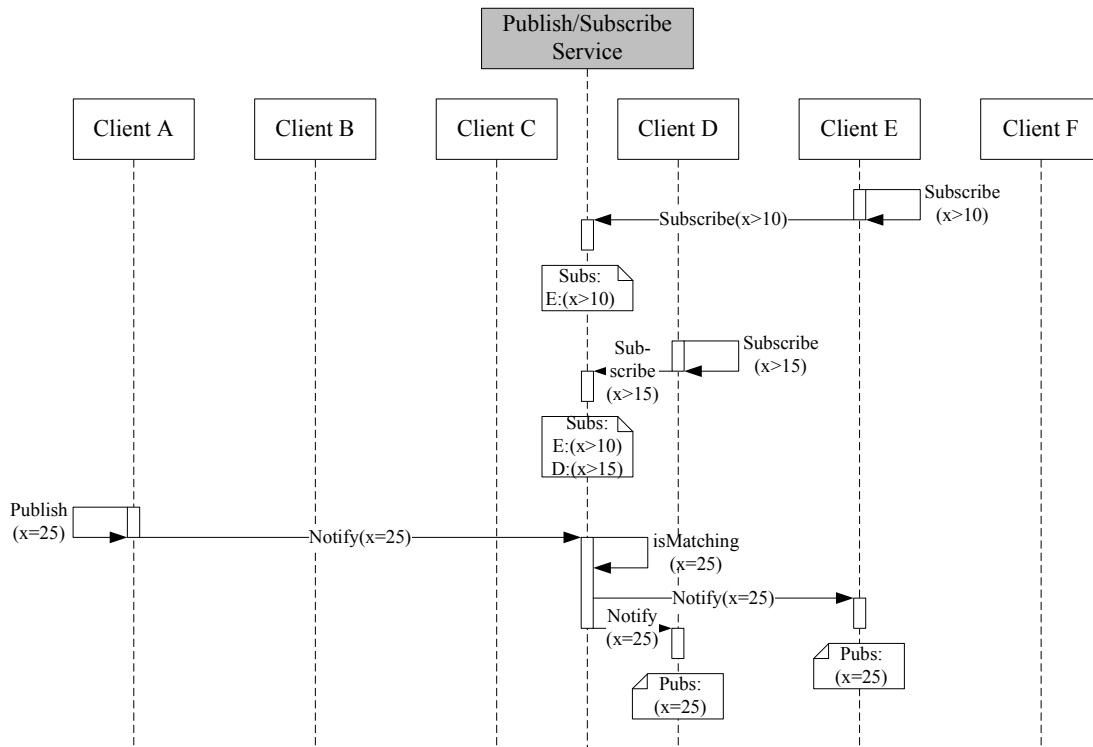 Publish/Subscribe
Service
Client A
Client B
Client C
Client D
Client E
Client F
Subscribe
(x>10)
Subscribe(x>10)
Subs:
E:(x>10)
Subscribe
(x>15)
Sub-
scribe
(x>15)
Subs:
E:(x>10)
D:(x>15)
Publish
(x=25)
Notify(x=25)
isMatching
(x=25)
Notify(x=25)
Notify
(x=25)
Pubs:
(x=25)
Pubs:
(x=25)